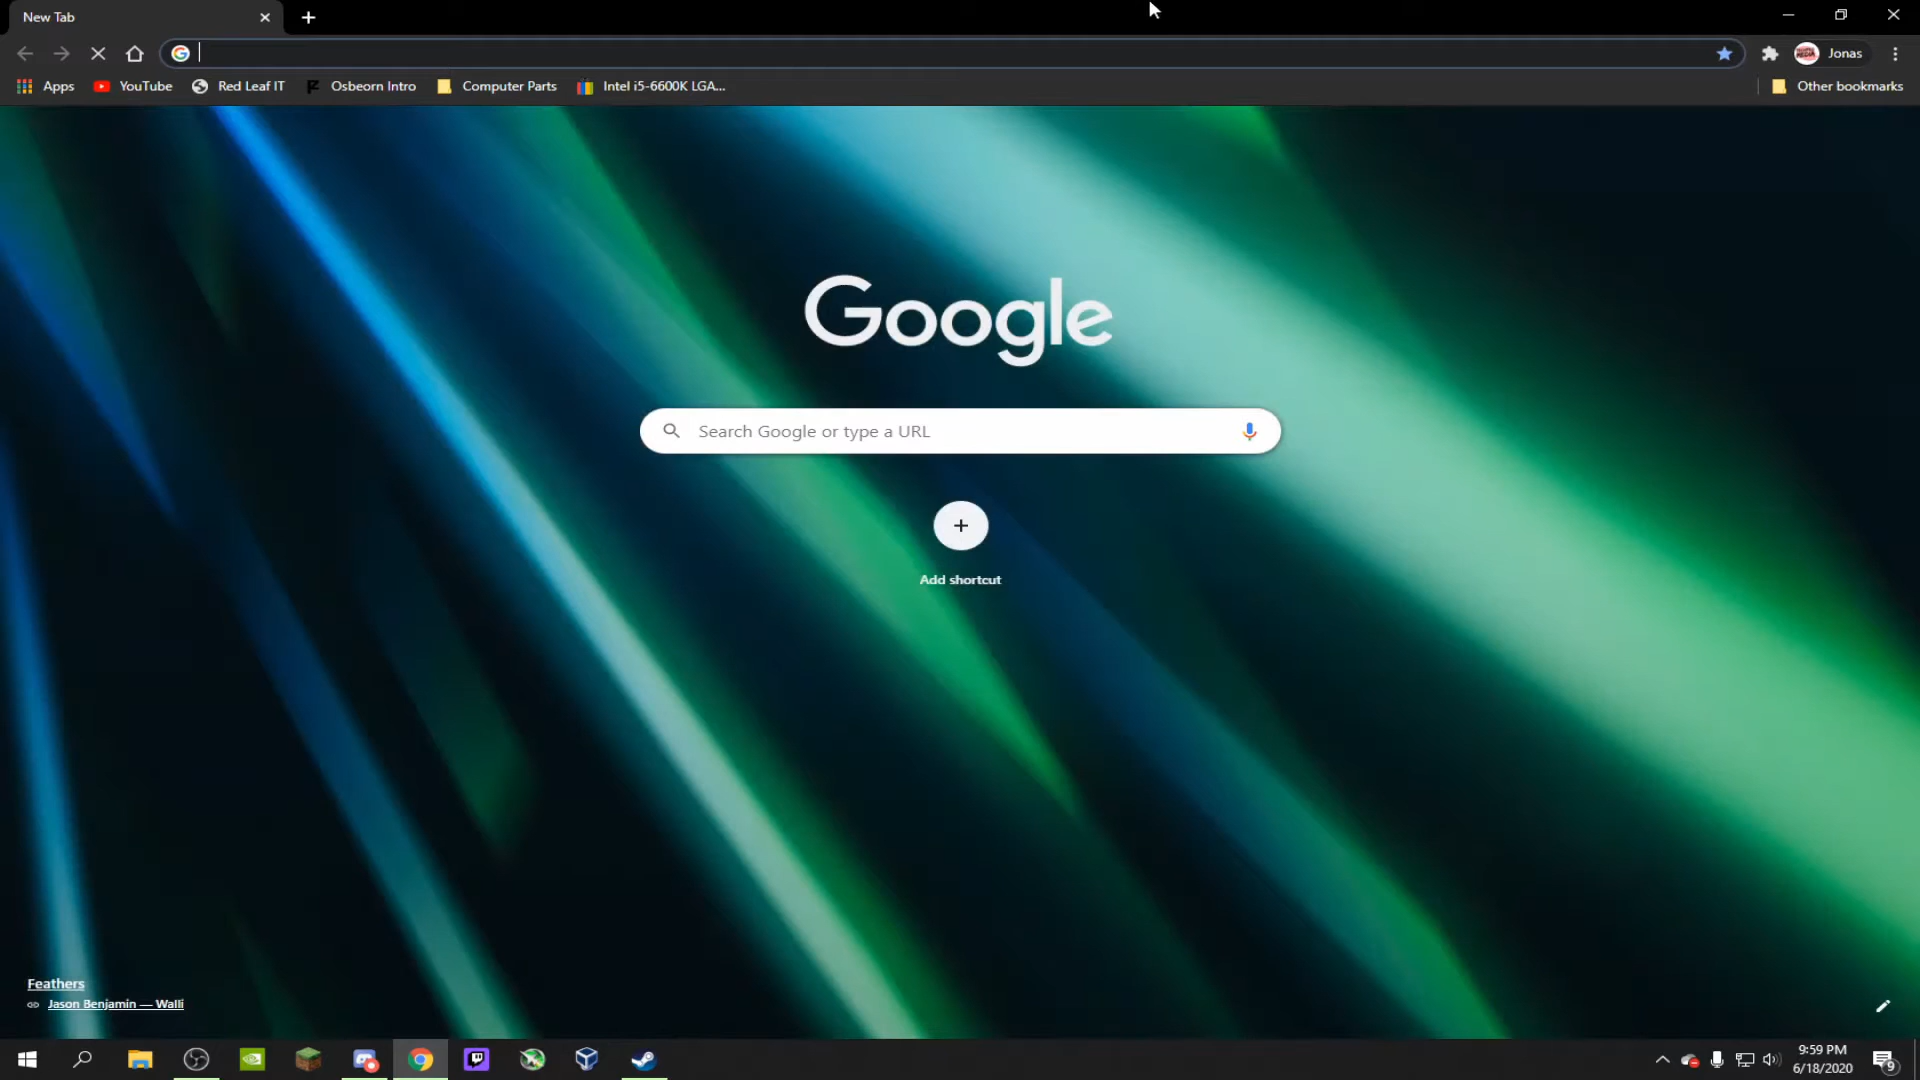 New Tab
Jonas
Apps YouTube Red Leaf IT Osbeorn Intro Computer Parts Intel i5-6600K LGA... Other bookmarks
Google
Search Google or type a URL
Add shortcut
Feathers
Jason Benjamin — Walli
9:59 PM
6/18/2020
9